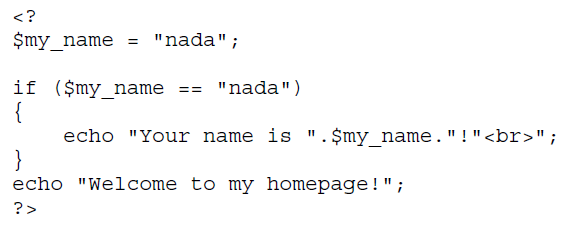 <?
$my_name = "nada";
if ($my_name == "nada")
{
echo "Your name is ".$my_name."!"<br>";
}
echo "Welcome to my homepage!";
?>